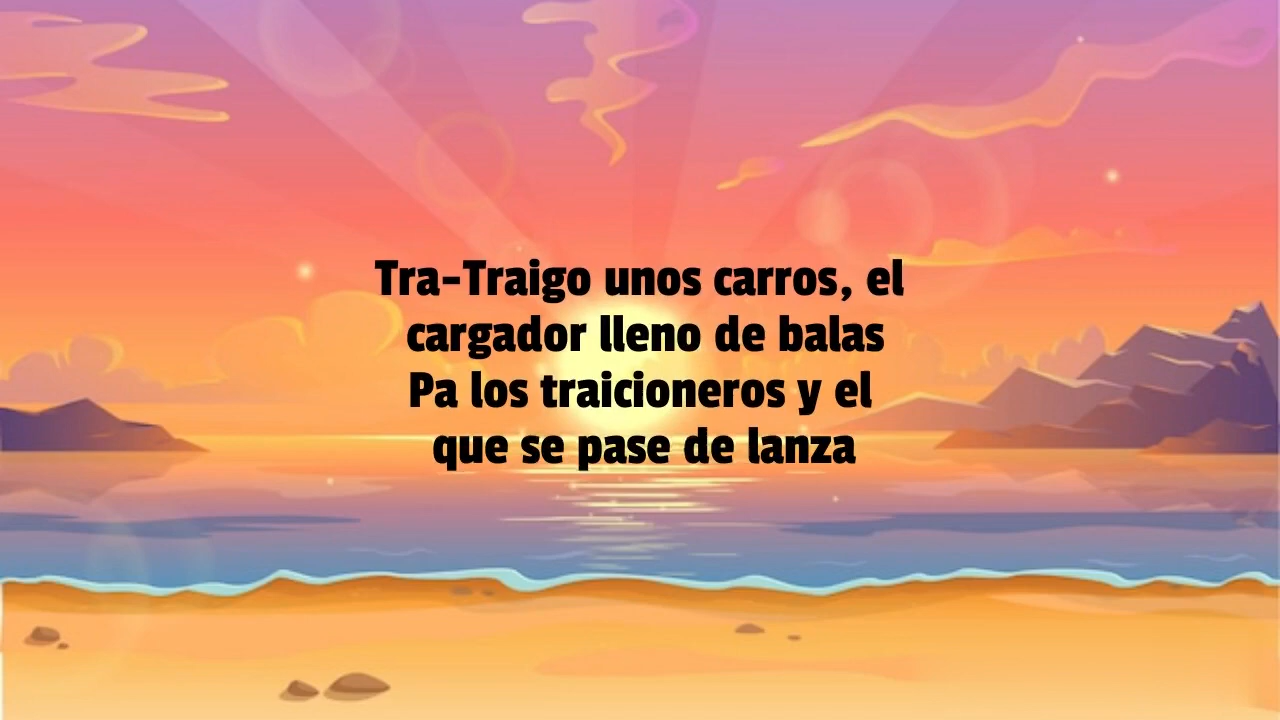 Tra-Traigo unos carros, el
cargador lleno de balas
Pa los traicioneros y el
que se pase de lanza